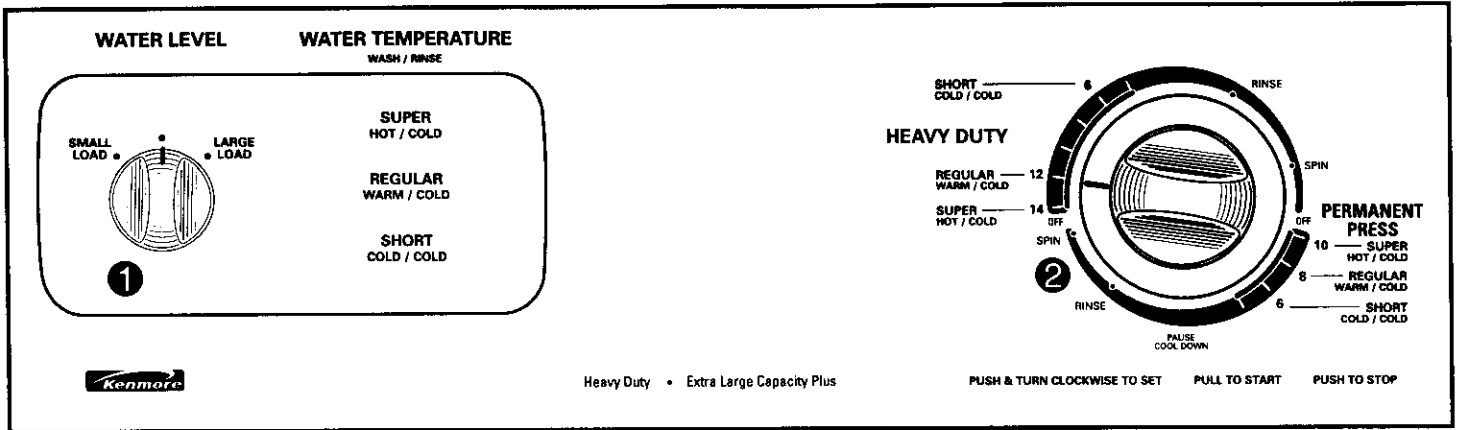 WATER LEVEL
WATER TEMPERATURE
WASH / RINSE
SMALL
LOAD
LARGE
LOAD
SUPER
HOT / COLD
REGULAR
WARM / COLD
SHORT
COLD / COLD
1
HEAVY DUTY
SHORT
COLD / COLD
6
REGULAR
WARM / COLD
12
SUPER
HOT / COLD
14
OFF
RINSE
SPIN
OFF
PERMANENT
PRESS
10
SUPER
HOT / COLD
8
REGULAR
WARM / COLD
6
SHORT
COLD / COLD
SPIN
2
RINSE
PAUSE
COOL DOWN
Kenmore
Heavy Duty • Extra Large Capacity Plus
PUSH & TURN CLOCKWISE TO SET PULL TO START PUSH TO STOP